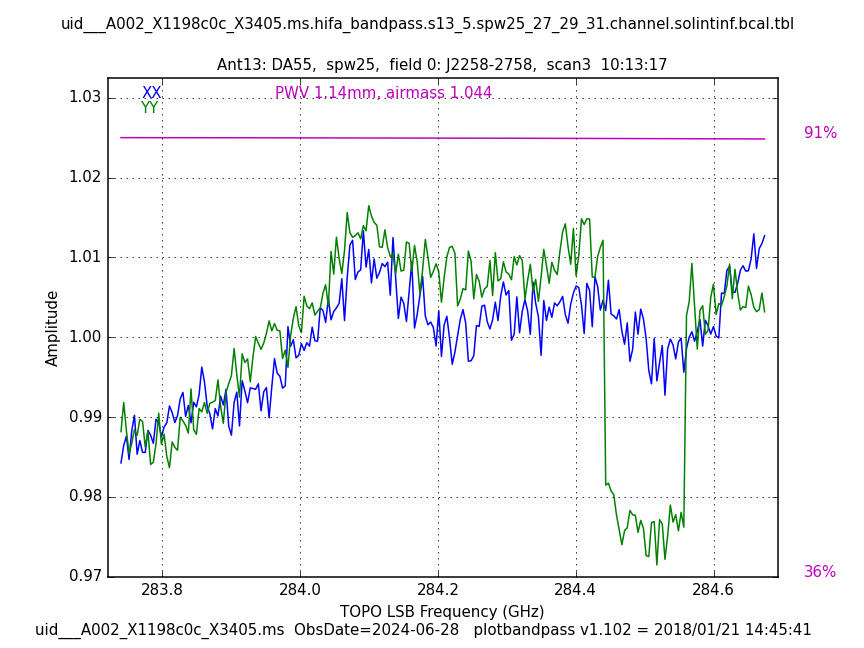 uid___A002_X1198c0c_X3405.ms.hifa_bandpass.s13_5.spw25_27_29_31.channel.solintinf.bcal.tbl
Ant13: DA55,  spw25,  field 0: J2258-2758,  scan3  10:13:17
XX
YY
PWV 1.14mm, airmass 1.044
1.03
1.02
1.01
1.00
0.99
0.98
0.97
Amplitude
91%
36%
283.8
284.0
284.2
284.4
284.6
TOPO LSB Frequency (GHz)
uid___A002_X1198c0c_X3405.ms  ObsDate=2024-06-28   plotbandpass v1.102 = 2018/01/21 14:45:41